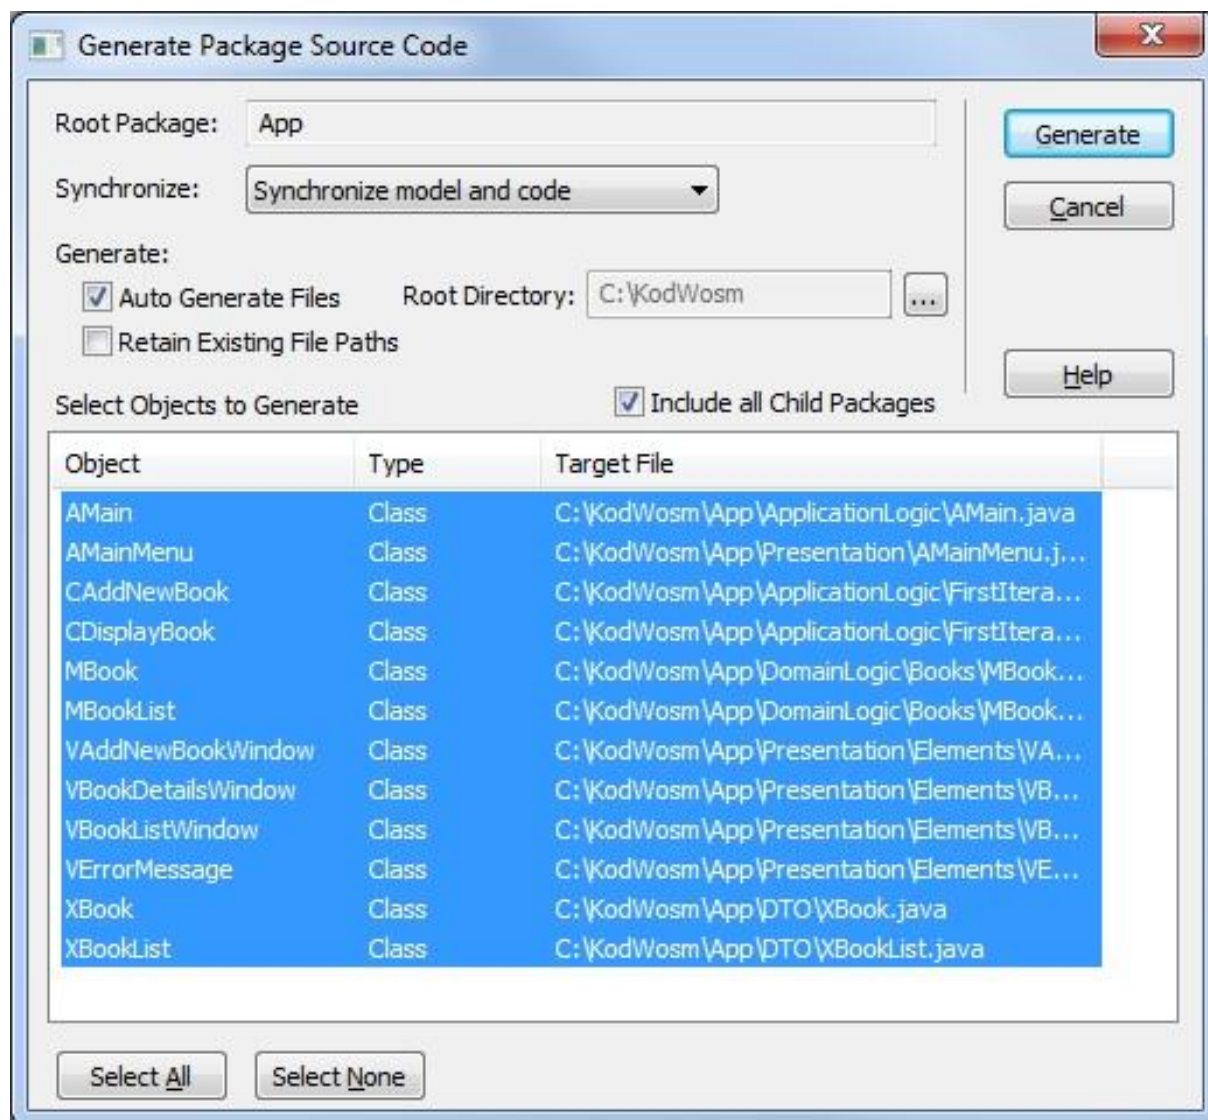 Generate Package Source Code
Root Package: App
Generate
Synchronize: Synchronize model and code
Cancel
Generate:
Auto Generate Files Root Directory: C:\KodWosm ...
Retain Existing File Paths
Help
Select Objects to Generate Include all Child Packages
Object Type Target File
AMain Class C:\KodWosm\App\ApplicationLogic\AMain.java
AMainMenu Class C:\KodWosm\App\Presentation\AMainMenu.j...
CAddNewBook Class C:\KodWosm\App\ApplicationLogic\FirstItera...
CDisplayBook Class C:\KodWosm\App\ApplicationLogic\FirstItera...
MBook Class C:\KodWosm\App\DomainLogic\Books\MBook...
MBookList Class C:\KodWosm\App\DomainLogic\Books\MBook...
VAddNewBookWindow Class C:\KodWosm\App\Presentation\Elements\VA...
VBookDetailsWindow Class C:\KodWosm\App\Presentation\Elements\VB...
VBookListWindow Class C:\KodWosm\App\Presentation\Elements\VB...
VErrorMessage Class C:\KodWosm\App\Presentation\Elements\VE...
XBook Class C:\KodWosm\App\DTO\XBook.java
XBookList Class C:\KodWosm\App\DTO\XBookList.java
Select All Select None